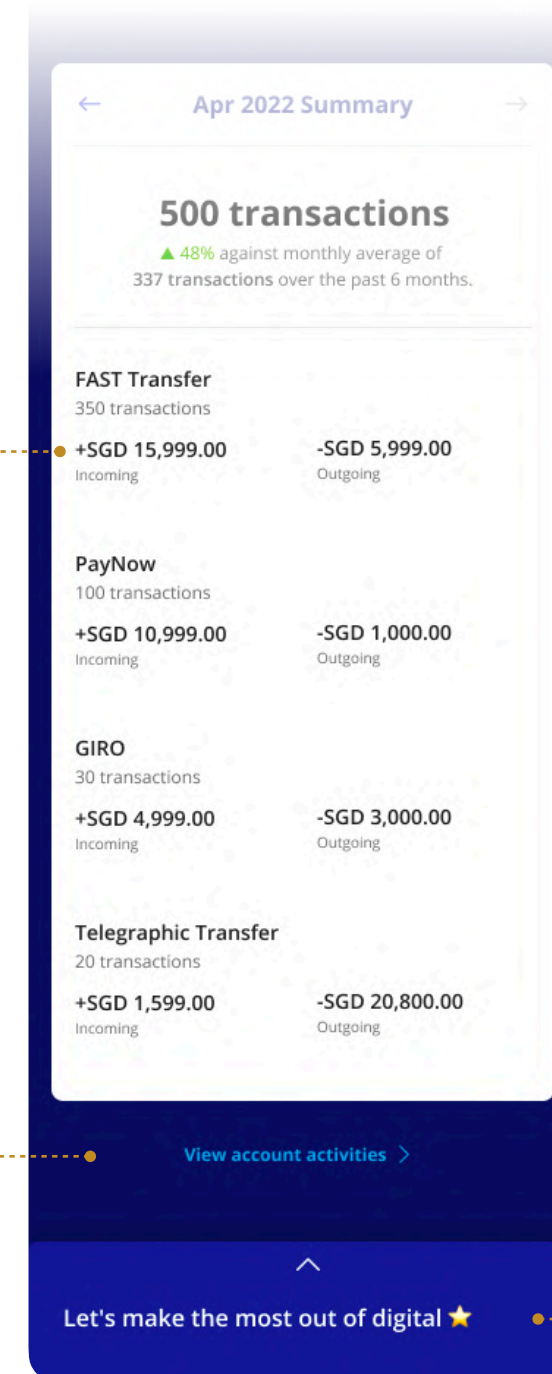 Apr 2022 Summary
500 transactions
▲ 48% against monthly average of
337 transactions over the past 6 months.
FAST Transfer
350 transactions
+SGD 15,999.00 -SGD 5,999.00
Incoming Outgoing
PayNow
100 transactions
+SGD 10,999.00 -SGD 1,000.00
Incoming Outgoing
GIRO
30 transactions
+SGD 4,999.00 -SGD 3,000.00
Incoming Outgoing
Telegraphic Transfer
20 transactions
+SGD 1,599.00 -SGD 20,800.00
Incoming Outgoing
View account activities
Let's make the most out of digital ⭐